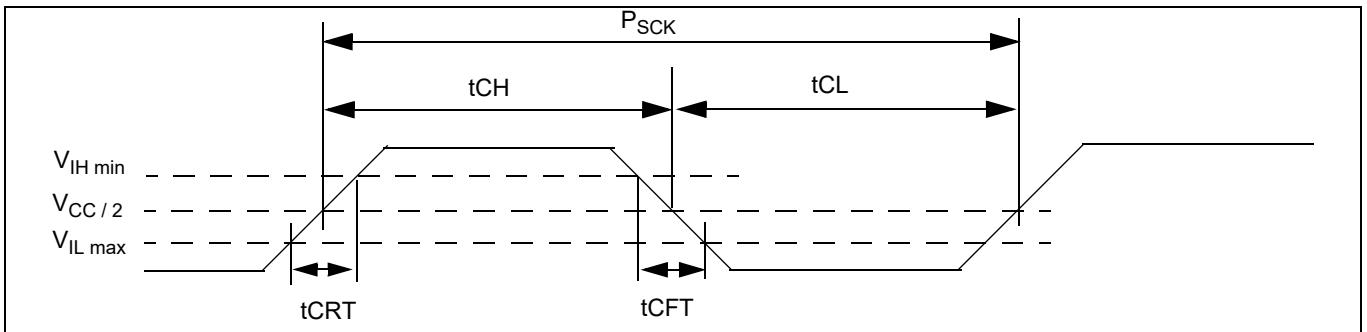 PSCK
tCH
tCL
VIH min
VCC / 2
VIL max
tCRT
tCFT